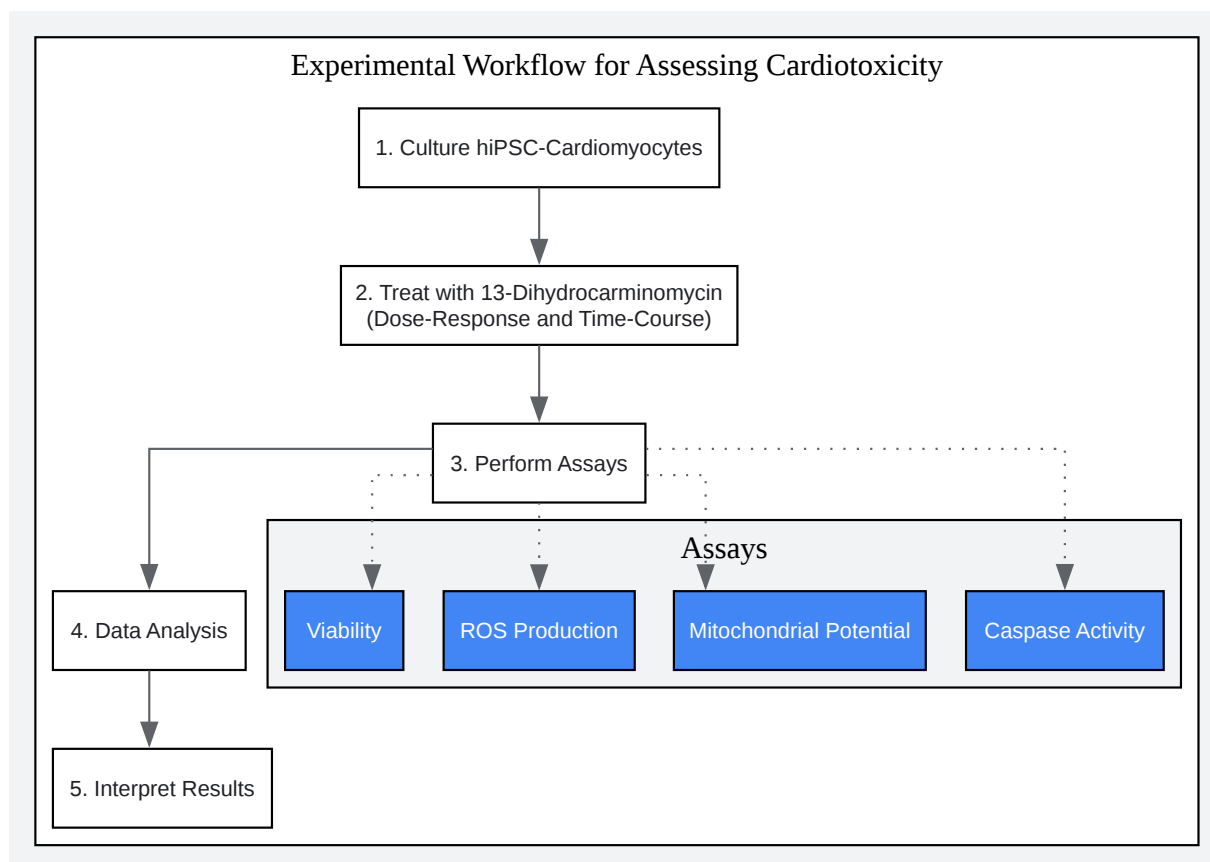 Experimental Workflow for Assessing Cardiotoxicity
1. Culture hiPSC-Cardiomyocytes
2. Treat with 13-Dihydrocarminomycin
(Dose-Response and Time-Course)
3. Perform Assays
Assays
4. Data Analysis
Viability
ROS Production
Mitochondrial Potential
Caspase Activity
5. Interpret Results